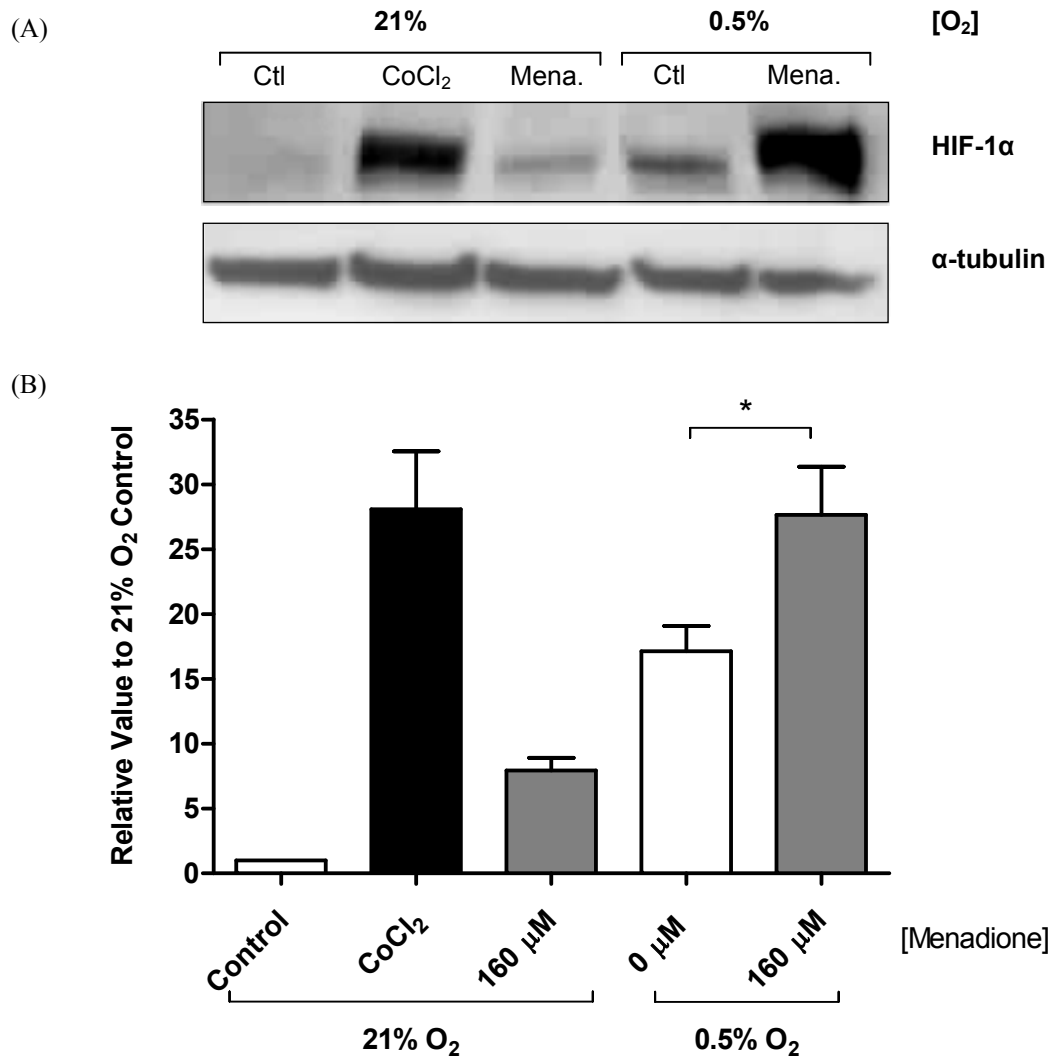 (A)
21% 0.5% [O₂]
Ctl CoCl₂ Mena. Ctl Mena.
HIF-1α
α-tubulin
(B)
*
Relative Value to 21% O₂ Control
35
30
25
20
15
10
5
0
Control CoCl₂ 160 µM 0 µM 160 µM [Menadione]
21% O₂ 0.5% O₂